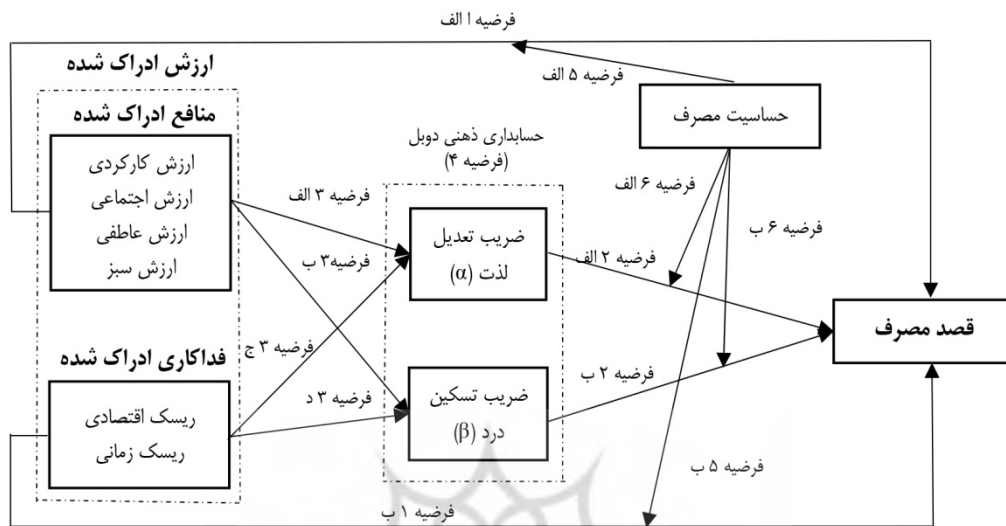 فرضیه ۱ الف
ارزش ادراک شده
فرضیه ۵ الف
منافع ادراک شده
حساسیت مصرف
ارزش کارکردی
ارزش اجتماعی
ارزش عاطفی
ارزش سبز
حسابداری ذهنی دوبل
(فرضیه ۴)
فرضیه ۶ الف
فرضیه ۳ الف
فرضیه ۶ ب
ضریب تعدیل
لذت (α)
فرضیه ۲ الف
فرضیه۳ ب
قصد مصرف
فرضیه ۳ ج
فداکاری ادراک شده
فرضیه ۲ ب
ضریب تسکین
درد (β)
فرضیه ۳ د
ریسک اقتصادی
ریسک زمانی
فرضیه ۵ ب
فرضیه ۱ ب